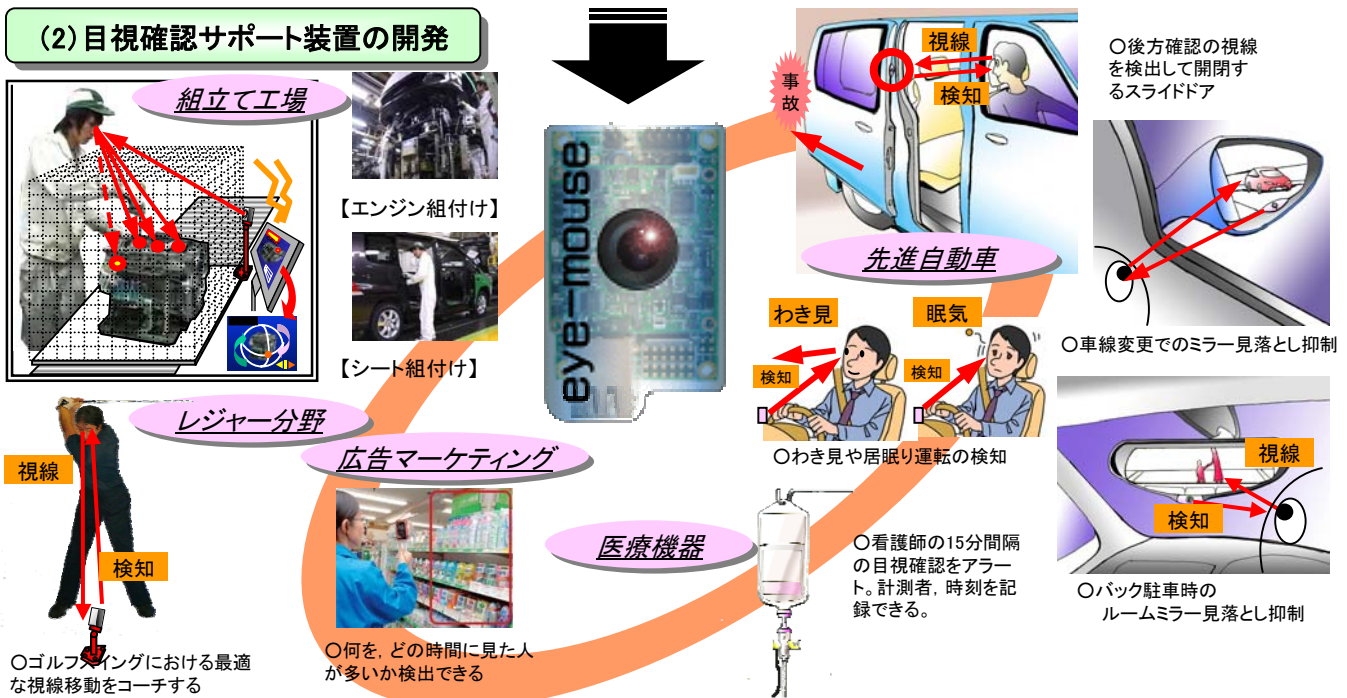 (2)目視確認サポート装置の開発
組立て工場
【エンジン組付け】
【シート組付け】
eye-mouse
視線
検知
事故
先進自動車
○後方確認の視線
を検出して開閉す
るスライドドア
○車線変更でのミラー見落とし抑制
わき見
検知
眠気
検知
○わき見や居眠り運転の検知
視線
検知
○バック駐車時の
ルームミラー見落とし抑制
レジャー分野
視線
検知
○ゴルフスイングにおける最適
な視線移動をコーチする
広告マーケティング
○何を，どの時間に見た人
が多いか検出できる
医療機器
○看護師の15分間隔
の目視確認をアラー
ト。計測者，時刻を記
録できる。